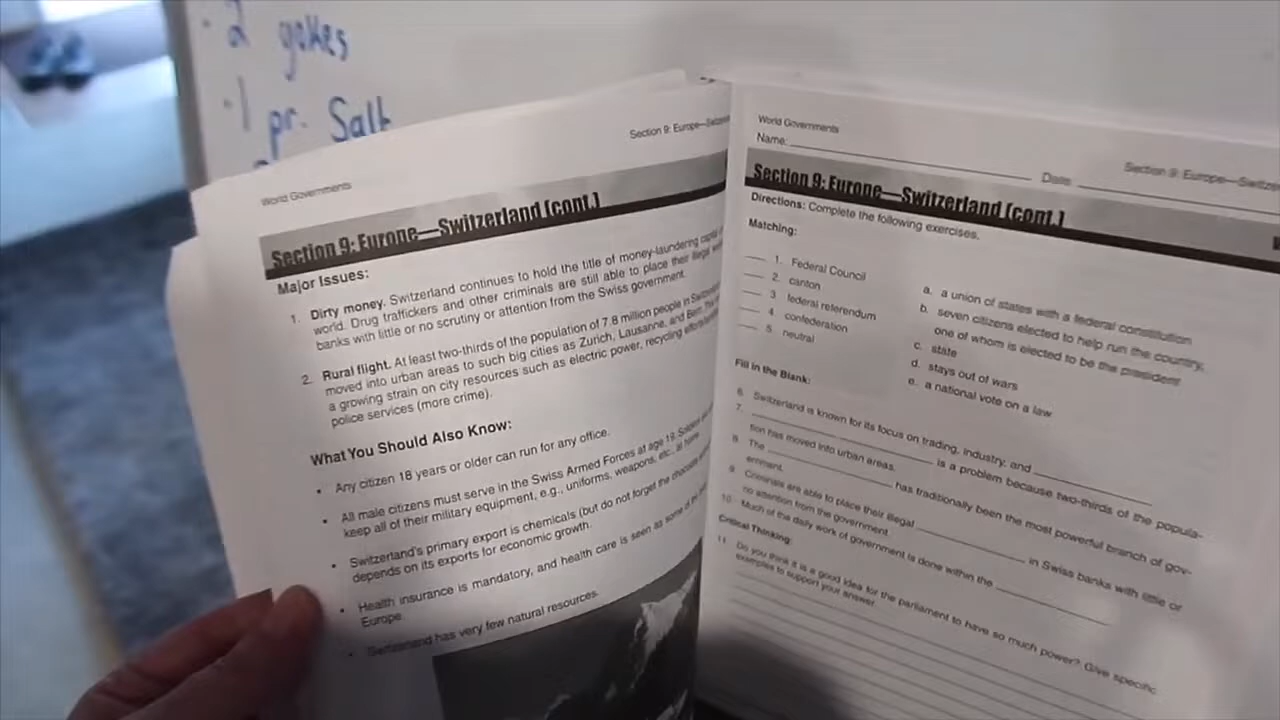 - 2 yokes
- 1 pr. Salt
World Governments
Section 9: Europe—
Section 9: Europe—Switzerland (cont.)
Major Issues:
1. Dirty money. Switzerland continues to hold the title of money-laundering capital
world. Drug traffickers and other criminals are still able to place their illegal
banks with little or no scrutiny or attention from the Swiss government.
2. Rural flight. At least two-thirds of the population of 7.8 million people in
moved into urban areas to such big cities as Zurich, Lausanne, and Bern.
a growing strain on city resources such as electric power, recycling efforts
police services (more crime).
What You Should Also Know:
• Any citizen 18 years or older can run for any office.
• All male citizens must serve in the Swiss Armed Forces at age 19.
keep all of their military equipment, e.g., uniforms, weapons, etc., at home.
• Switzerland's primary export is chemicals (but do not forget the chocolate
depends on its exports for economic growth.
• Health insurance is mandatory, and health care is seen as some of the
Europe.
• Switzerland has very few natural resources.
World Governments
Section 9: Europe—
Name:
Date
Section 9: Europe—Switzerland (cont.)
Directions: Complete the following exercises.
Matching:
1. Federal Council
2. canton
3. federal referendum
4. confederation
5. neutral
a. a union of states with a federal constitution
b. seven citizens elected to help run the country,
one of whom is elected to be the president
c. state
d. stays out of wars
e. a national vote on a law
Fill in the Blank:
6. Switzerland is known for its focus on trading, industry, and
7. is a problem because two-thirds of the popula-
tion has moved into urban areas.
8. The has traditionally been the most powerful branch of gov-
ernment.
9. Criminals are able to place their illegal in Swiss banks with little or
no attention from the government.
10. Much of the daily work of government is done within the
Critical Thinking:
11. Do you think it is a good idea for the parliament to have so much power? Give specific
examples to support your answer.